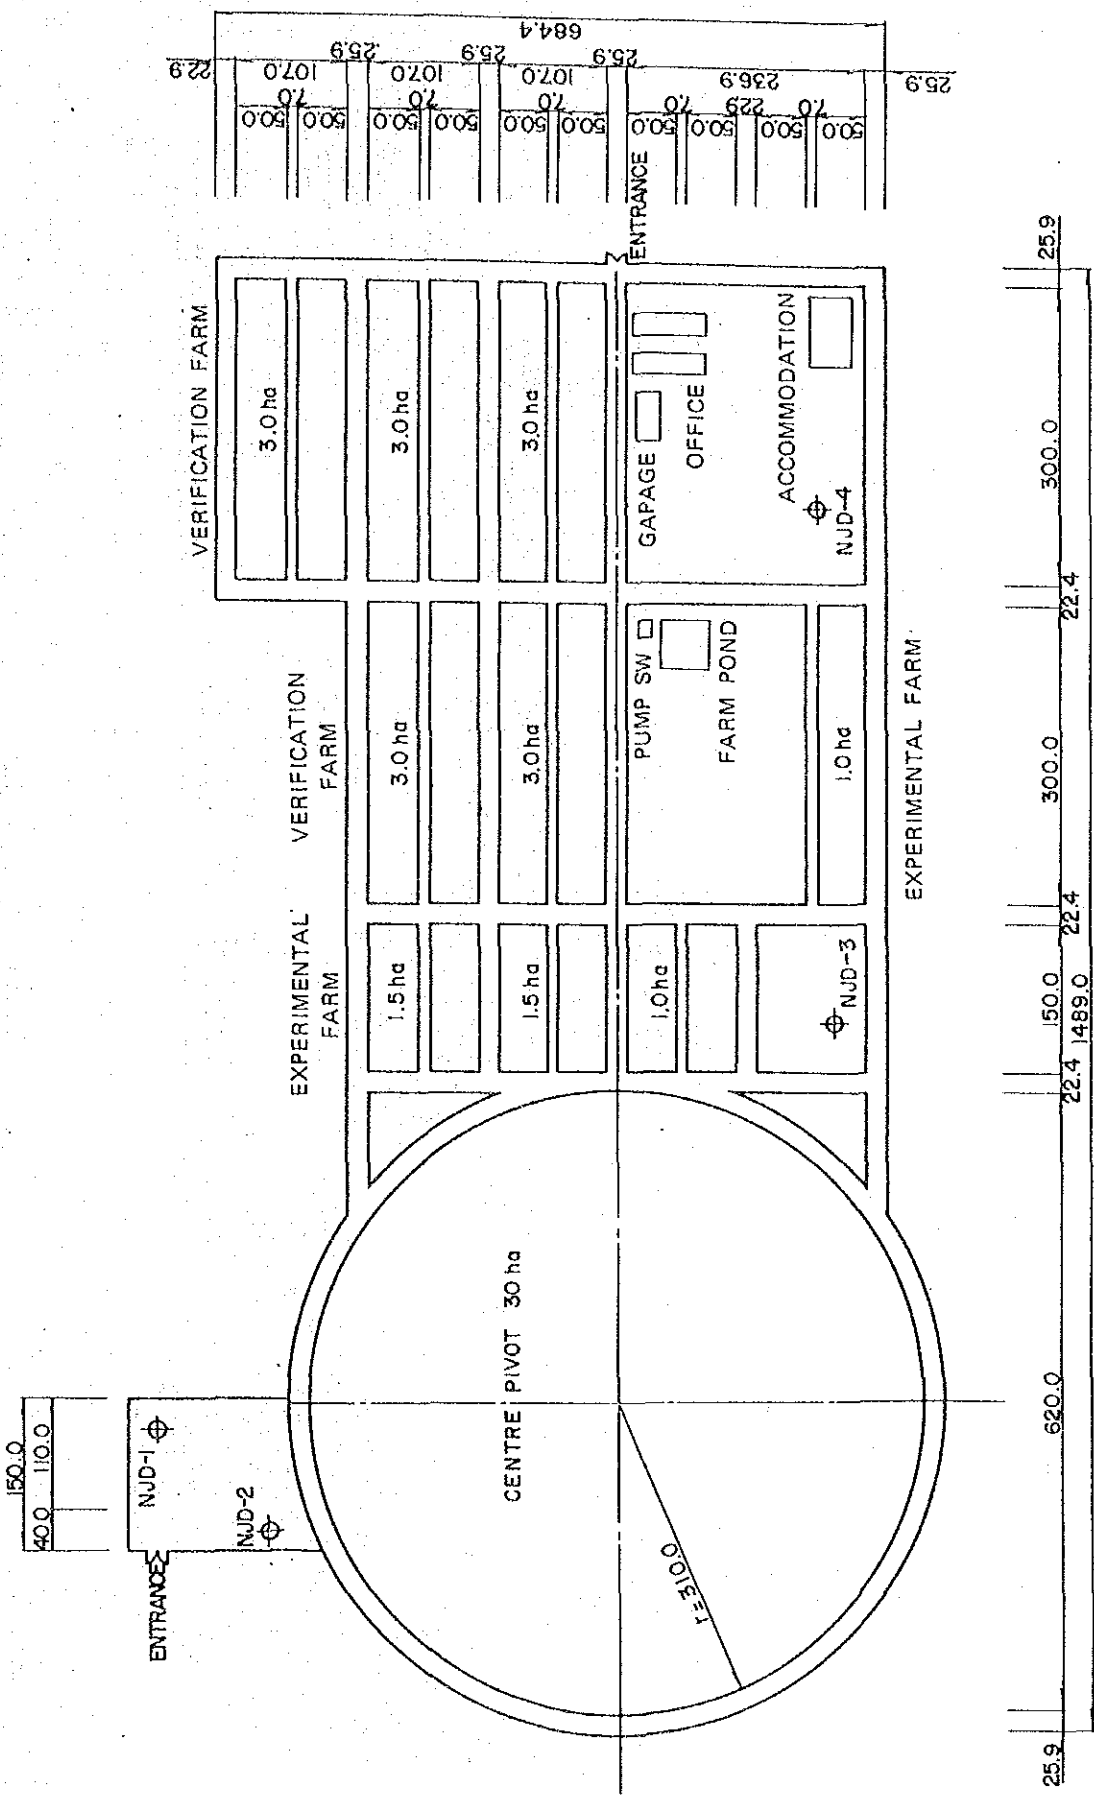 684.4
22.9
107.0
25.9
107.0
25.9
107.0
25.9
236.9
25.9
50.0
7.0
50.0
50.0
7.0
50.0
50.0
7.0
50.0
50.0
7.0
50.0
229
50.0
7.0
50.0
ENTRANCE
VERIFICATION FARM
3.0 ha
3.0 ha
3.0 ha
GAPAGE
OFFICE
ACCOMMODATION
NJD-4
VERIFICATION
FARM
3.0 ha
3.0 ha
PUMP SW
FARM POND
1.0 ha
EXPERIMENTAL FARM
EXPERIMENTAL
FARM
1.5 ha
1.5 ha
1.0 ha
NJD-3
CENTRE PIVOT 30 ha
r=310.0
150.0
40.0
110.0
NJD-1
NJD-2
ENTRANCE
25.9
620.0
22.4
150.0
22.4
300.0
22.4
300.0
25.9
1489.0